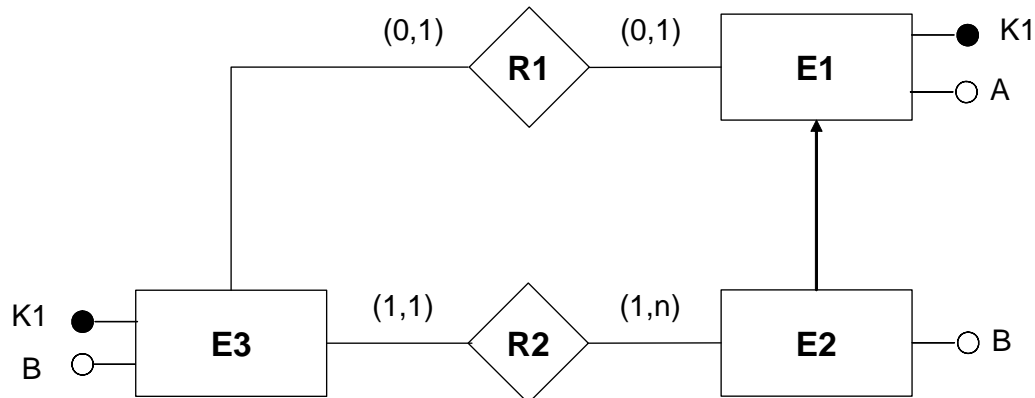 (0,1) R1 (0,1) E1 K1
A
K1 E3 (1,1) R2 (1,n) E2 B
B